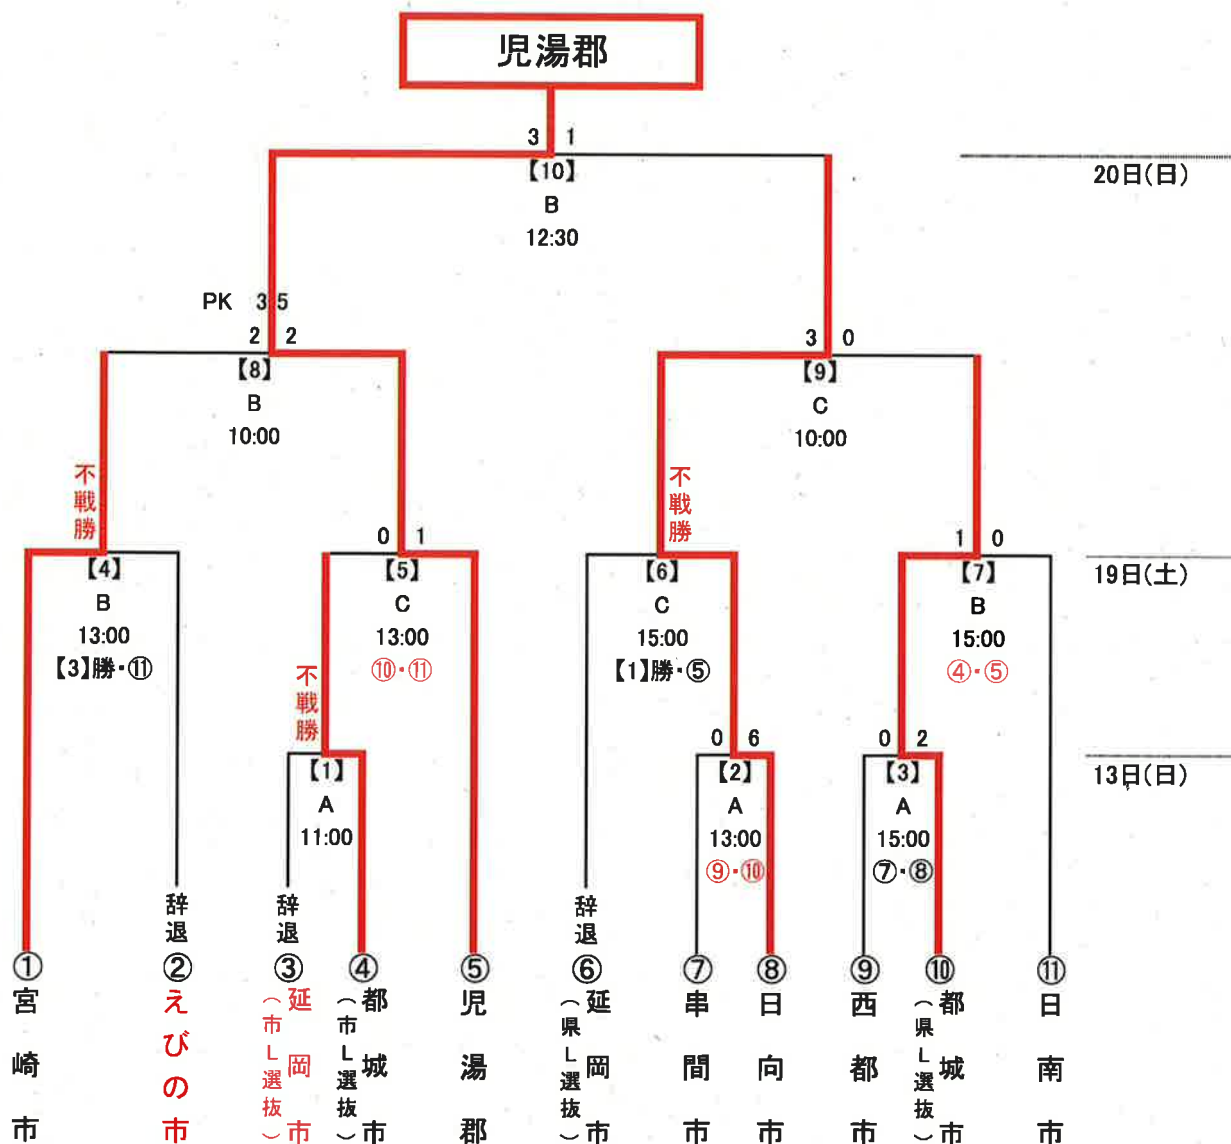 児湯郡
3 1
【10】
B
12:30
20日(日)
PK 3 5
2 2
【8】
B
10:00
3 0
【9】
C
10:00
不戦勝
【4】
B
13:00
【3】勝・⑪
0 1
【5】
C
13:00
⑩・⑪
不戦勝
【6】
C
15:00
【1】勝・⑤
1 0
【7】
B
15:00
④・⑤
19日(土)
不戦勝
【1】
A
11:00
0 6
【2】
A
13:00
⑨・⑩
0 2
【3】
A
15:00
⑦・⑧
13日(日)
① 宮崎市
辞退 ② えびの市
辞退 ③ 延岡市
(市L選抜)
④ 都城市
(市L選抜)
⑤ 児湯郡
辞退 ⑥ 延岡市
(県L選抜)
⑦ 串間市
⑧ 日向市
⑨ 西都市
⑩ 都城市
(県L選抜)
⑪ 日南市